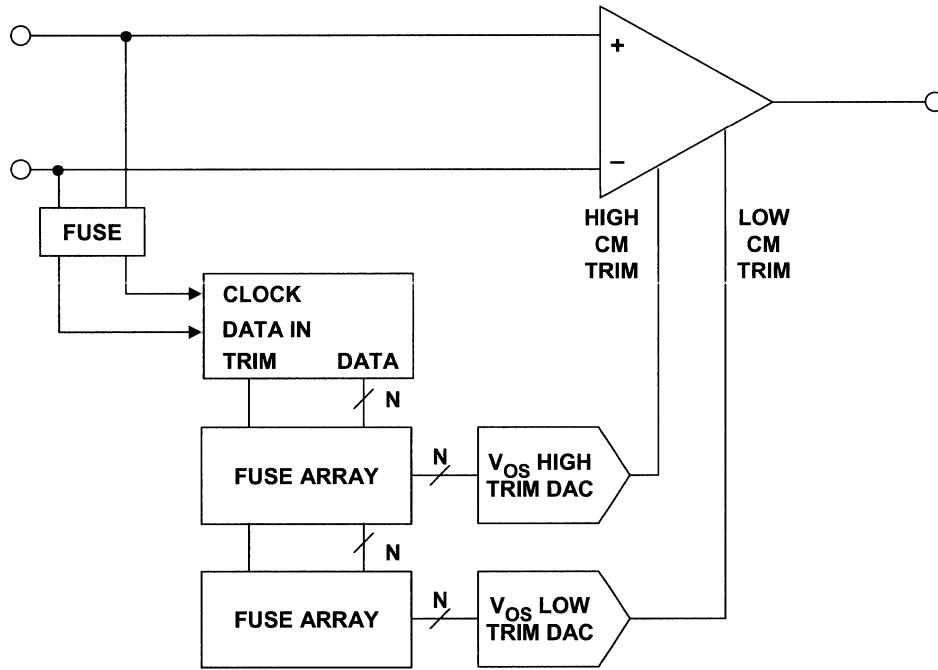 +
−
HIGH
CM
TRIM
LOW
CM
TRIM
FUSE
CLOCK
DATA IN
TRIM DATA
N
FUSE ARRAY
N
VOS HIGH
TRIM DAC
N
FUSE ARRAY
N
VOS LOW
TRIM DAC